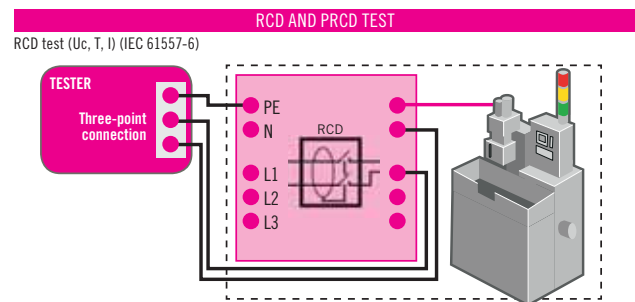 RCD AND PRCD TEST
RCD test (Uc, T, I) (IEC 61557-6)
TESTER
Three-point
connection
PE
N
RCD
L1
L2
L3